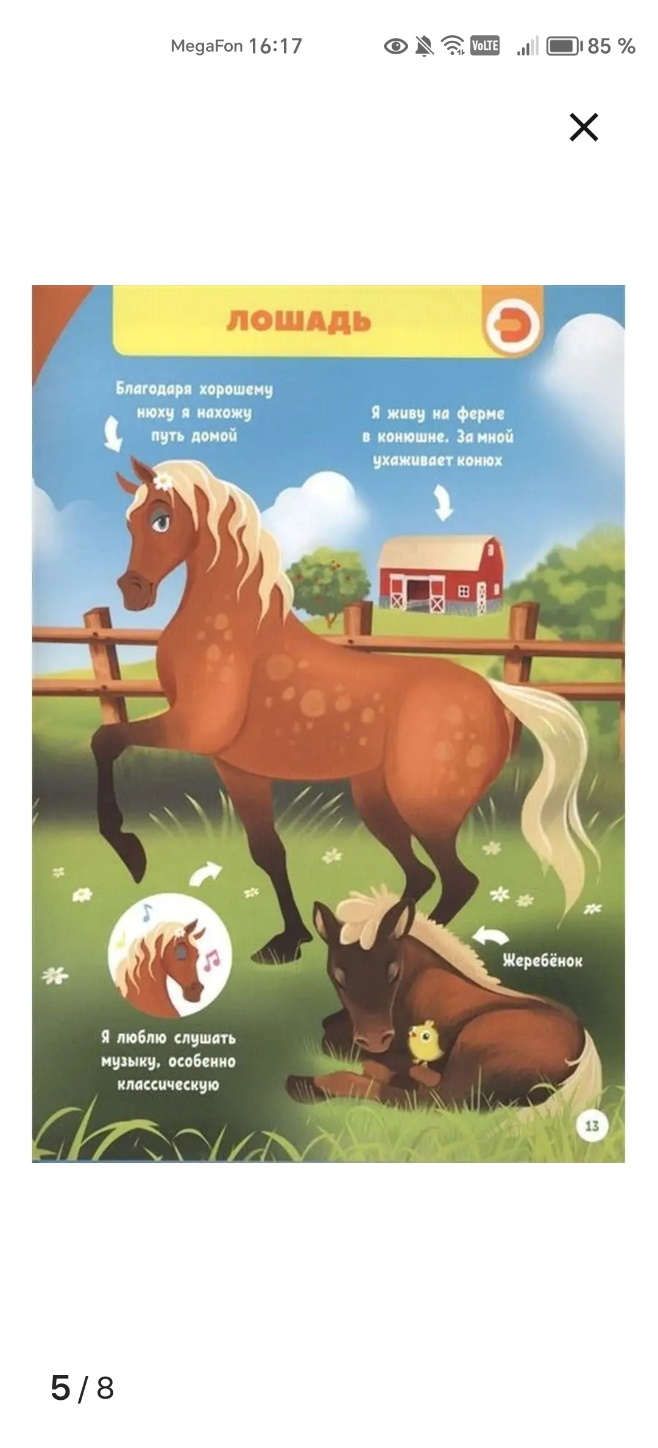 MegaFon 16:17
VoLTE
85 %
ЛОШАДЬ
Благодаря хорошему
нюху я нахожу
путь домой
Я живу на ферме
в конюшне. За мной
ухаживает конюх
Жеребёнок
Я люблю слушать
музыку, особенно
классическую
13
5 / 8